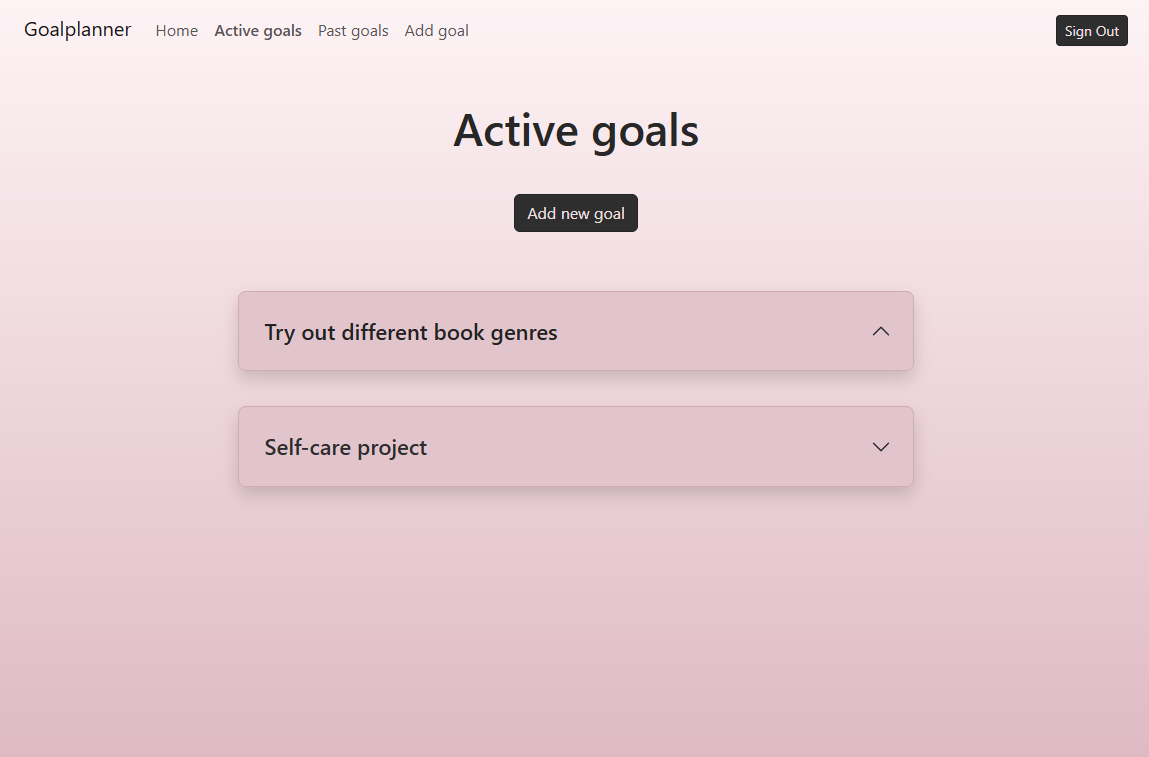 Goalplanner Home Active goals Past goals Add goal Sign Out
Active goals
Add new goal
Try out different book genres
Self-care project